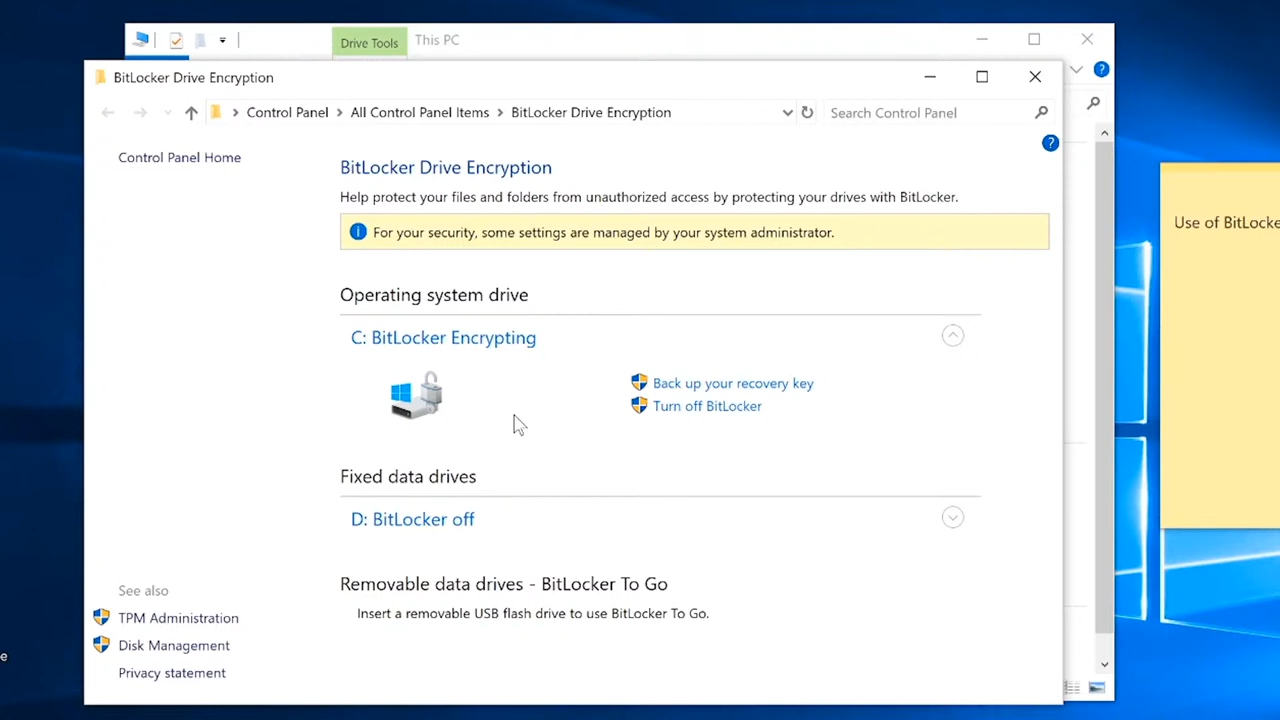 Drive Tools
This PC
BitLocker Drive Encryption
Control Panel
All Control Panel Items
BitLocker Drive Encryption
Search Control Panel
Control Panel Home
BitLocker Drive Encryption
Help protect your files and folders from unauthorized access by protecting your drives with BitLocker.
For your security, some settings are managed by your system administrator.
Operating system drive
C: BitLocker Encrypting
Back up your recovery key
Turn off BitLocker
Fixed data drives
D: BitLocker off
Removable data drives - BitLocker To Go
Insert a removable USB flash drive to use BitLocker To Go.
See also
TPM Administration
Disk Management
Privacy statement
Use of BitLocke
e